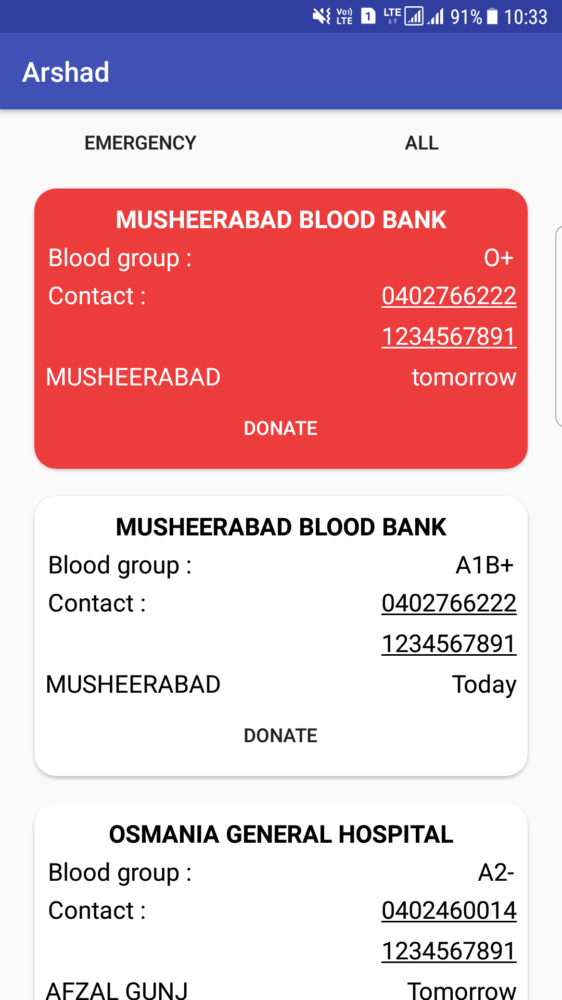 Vo)) LTE 1 LTE 91% 10:33
Arshad
EMERGENCY ALL
MUSHEERABAD BLOOD BANK
Blood group : O+
Contact : 0402766222
1234567891
MUSHEERABAD tomorrow
DONATE
MUSHEERABAD BLOOD BANK
Blood group : A1B+
Contact : 0402766222
1234567891
MUSHEERABAD Today
DONATE
OSMANIA GENERAL HOSPITAL
Blood group : A2-
Contact : 0402460014
1234567891
AFZAL GUNJ Tomorrow